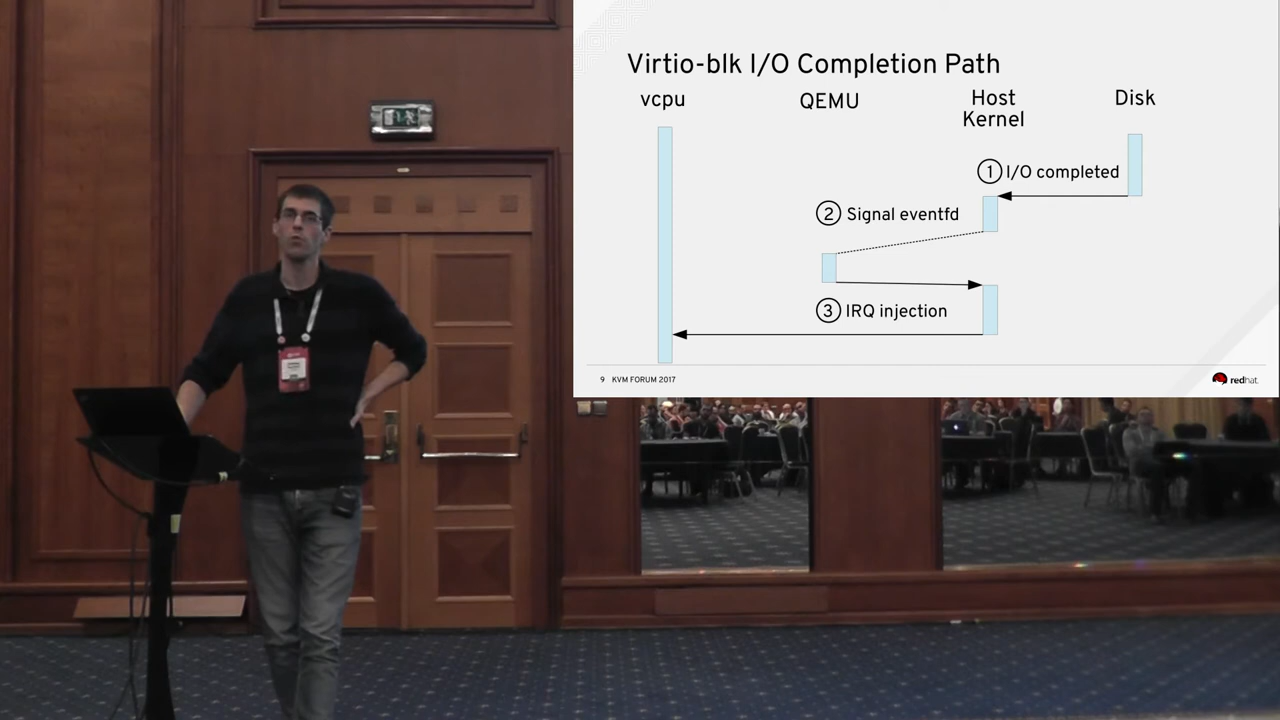 Virtio-blk I/O Completion Path
vcpu
QEMU
Host
Kernel
Disk
1 I/O completed
2 Signal eventfd
3 IRQ injection
9 KVM FORUM 2017
redhat.